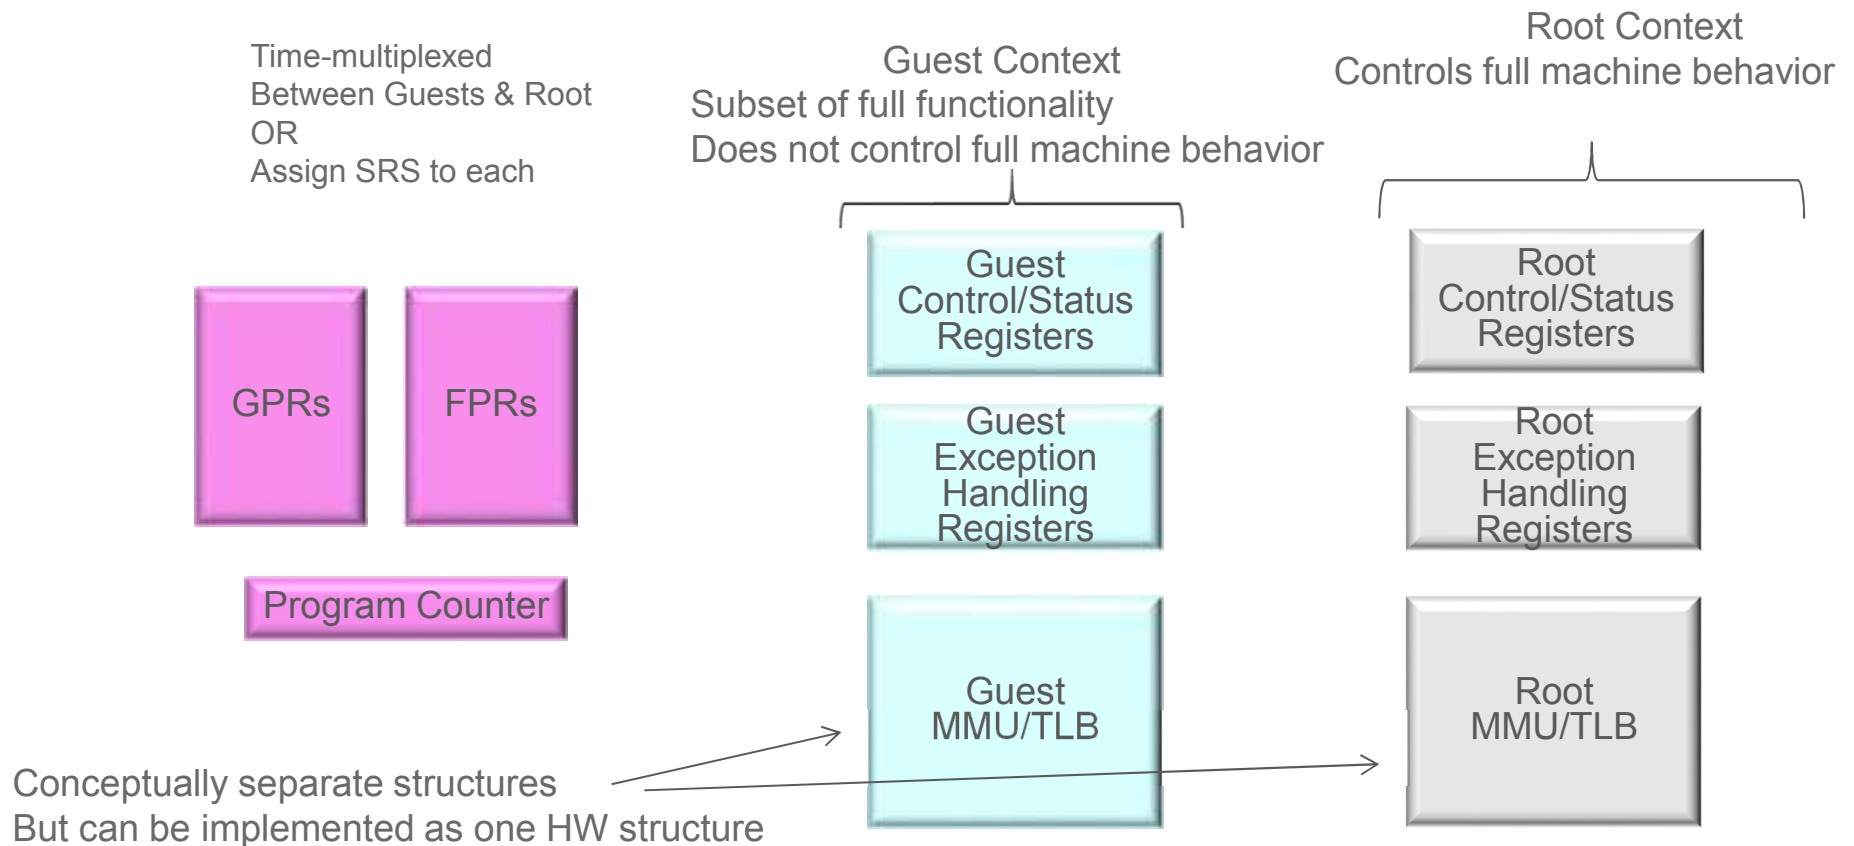 Time-multiplexed
Between Guests & Root
OR
Assign SRS to each
Guest Context
Subset of full functionality
Does not control full machine behavior
Root Context
Controls full machine behavior
GPRs
FPRs
Program Counter
Guest
Control/Status
Registers
Guest
Exception
Handling
Registers
Guest
MMU/TLB
Root
Control/Status
Registers
Root
Exception
Handling
Registers
Root
MMU/TLB
Conceptually separate structures
But can be implemented as one HW structure